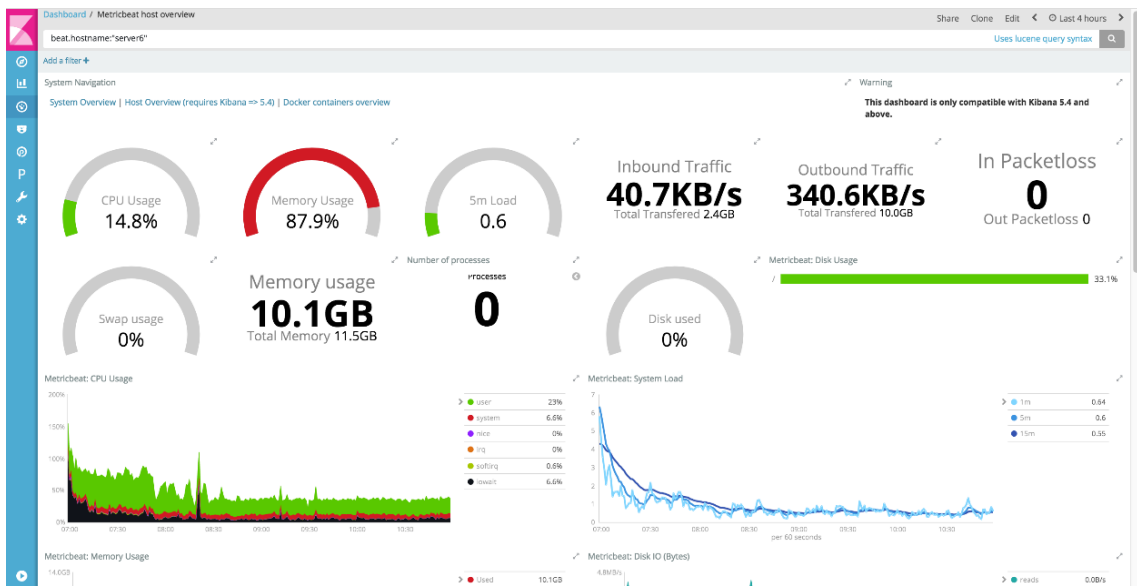 Dashboard / Metricbeat host overview
Share Clone Edit Last 4 hours
beat.hostname:"server6"
Uses lucene query syntax
Add a filter +
System Navigation
Warning
System Overview | Host Overview (requires Kibana => 5.4) | Docker containers overview
This dashboard is only compatible with Kibana 5.4 and
above.
CPU Usage
14.8%
Memory Usage
87.9%
5m Load
0.6
Inbound Traffic
40.7KB/s
Total Transfered 2.4GB
Outbound Traffic
340.6KB/s
Total Transfered 10.0GB
In Packetloss
0
Out Packetloss 0
Swap usage
0%
Memory usage
10.1GB
Total Memory 11.5GB
Number of processes
Processes
0
Disk used
0%
Metricbeat: Disk Usage
/ 33.1%
Metricbeat: CPU Usage
200%
150%
100%
50%
0%
07:00 07:30 08:00 08:30 09:00 09:30 10:00 10:30
user 23%
system 6.6%
nice 0%
irq 0%
softirq 0.6%
iowait 6.6%
Metricbeat: System Load
7
6
5
4
3
2
1
0
07:00 07:30 08:00 08:30 09:00 09:30 10:00 10:30
per 60 seconds
1m 0.64
5m 0.6
15m 0.55
Metricbeat: Memory Usage
14.0GB
Used 10.1GB
Metricbeat: Disk IO (Bytes)
4.8MB/s
reads 0.0B/s